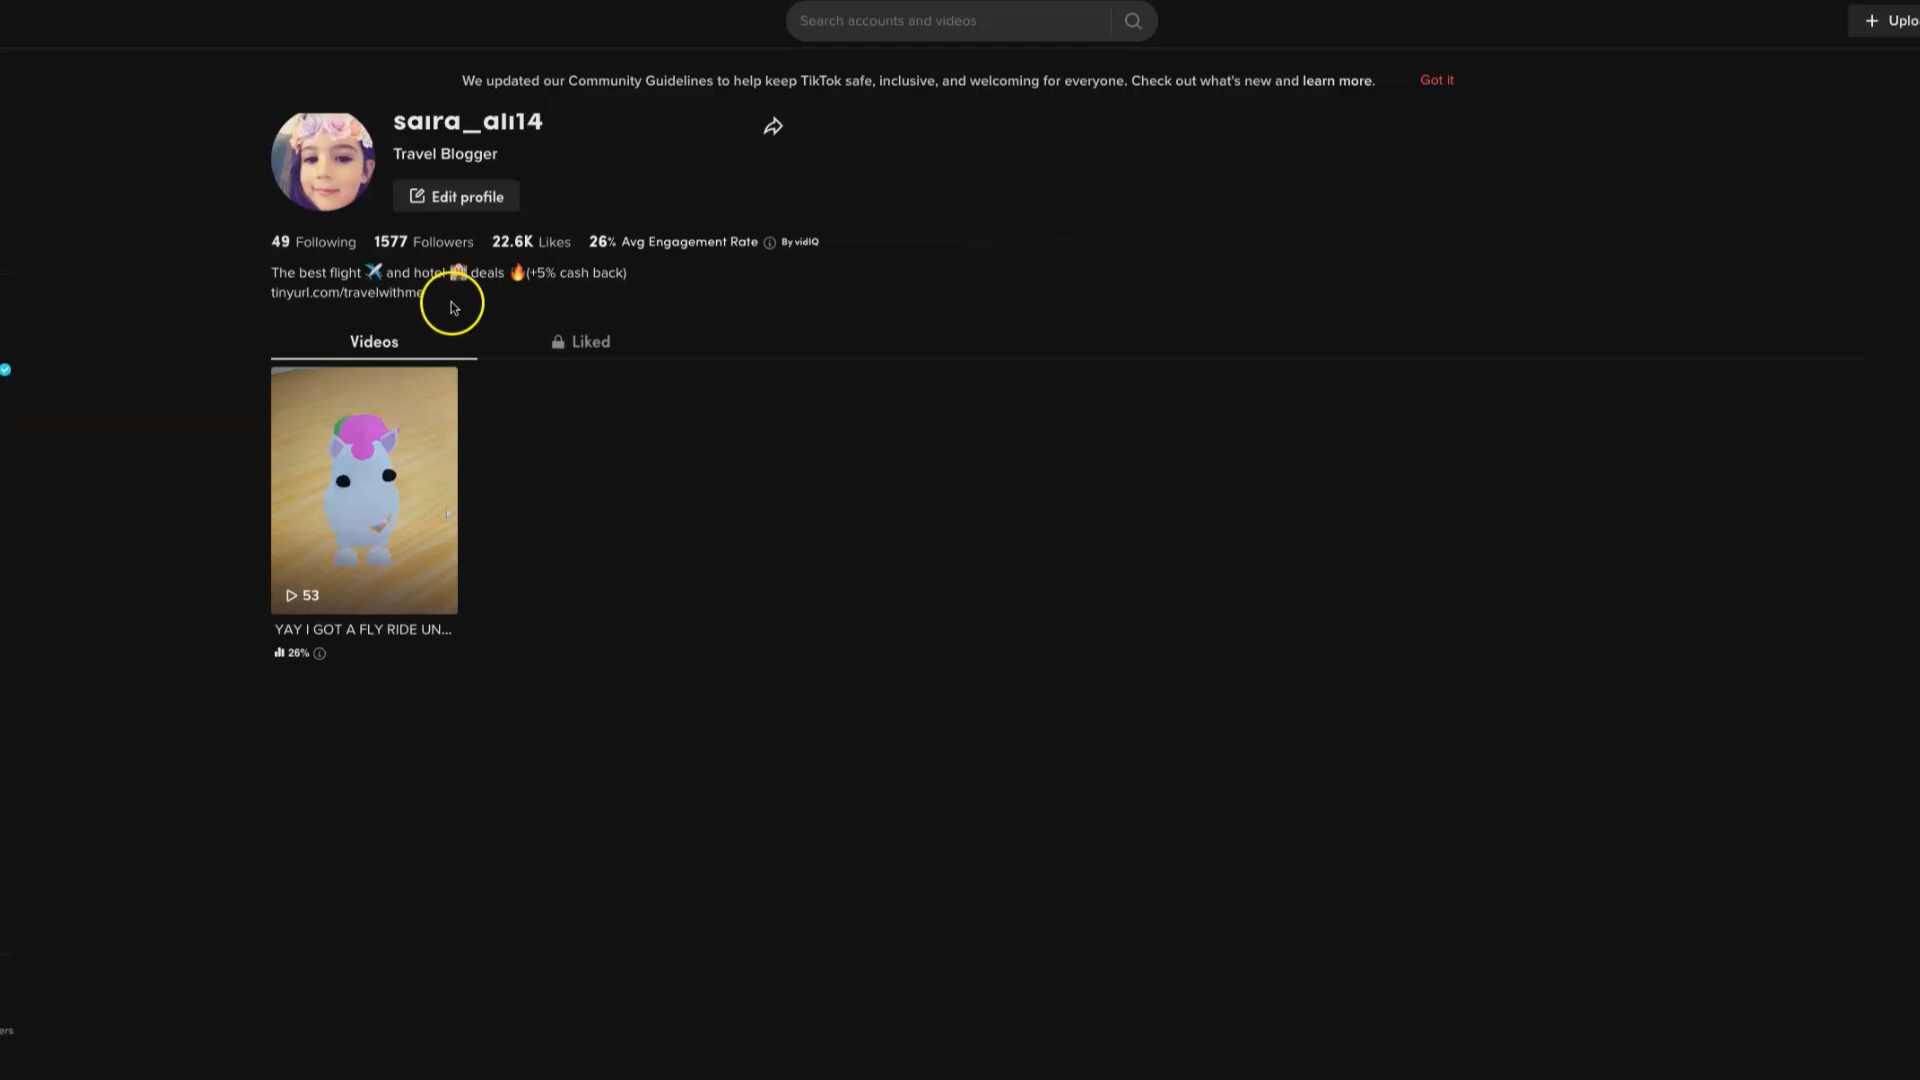 Search accounts and videos
+ Uplo
We updated our Community Guidelines to help keep TikTok safe, inclusive, and welcoming for everyone. Check out what's new and learn more. Got it
saira_ali14
Travel Blogger
Edit profile
49 Following 1577 Followers 22.6K Likes 26% Avg Engagement Rate By vidIQ
The best flight ✈️ and hotel 🏨 deals 🔥(+5% cash back)
tinyurl.com/travelwithme
Videos Liked
53
YAY I GOT A FLY RIDE UN...
26%
ers